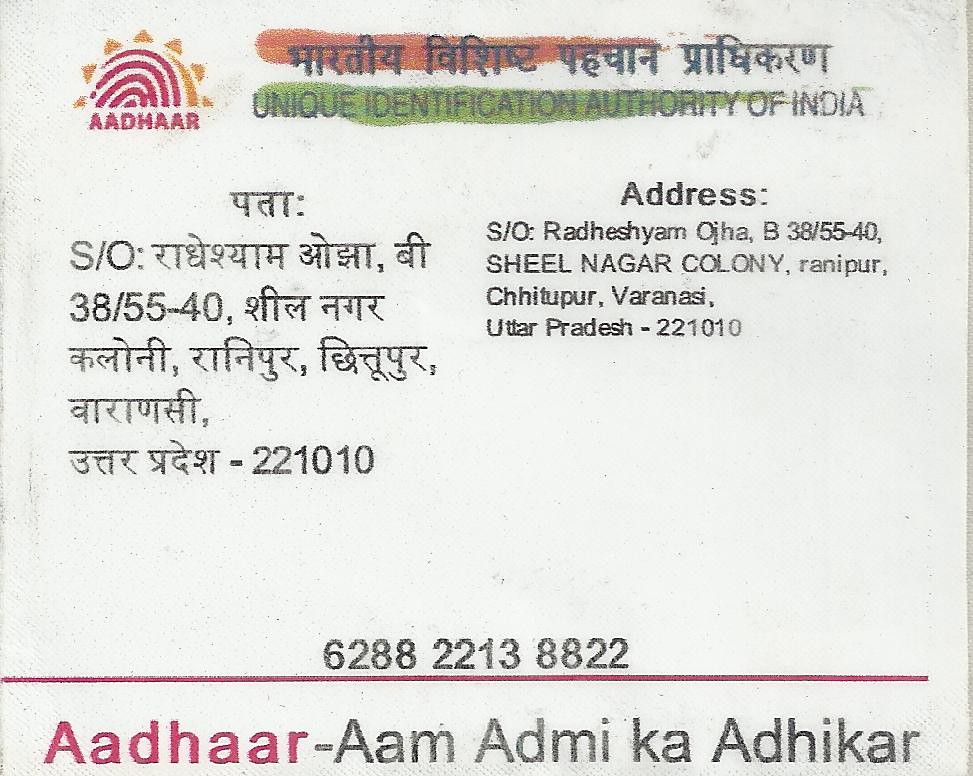 AADHAAR
भारतीय विशिष्ट पहचान प्राधिकरण
UNIQUE IDENTIFICATION AUTHORITY OF INDIA
पता:
S/O: राधेश्याम ओझा, बी
38/55-40, शील नगर
कलोनी, रानिपुर, छित्तूपुर,
वाराणसी,
उत्तर प्रदेश - 221010
Address:
S/O: Radheshyam Ojha, B 38/55-40,
SHEEL NAGAR COLONY, ranipur,
Chhitupur, Varanasi,
Uttar Pradesh - 221010
6288 2213 8822
Aadhaar-Aam Admi ka Adhikar